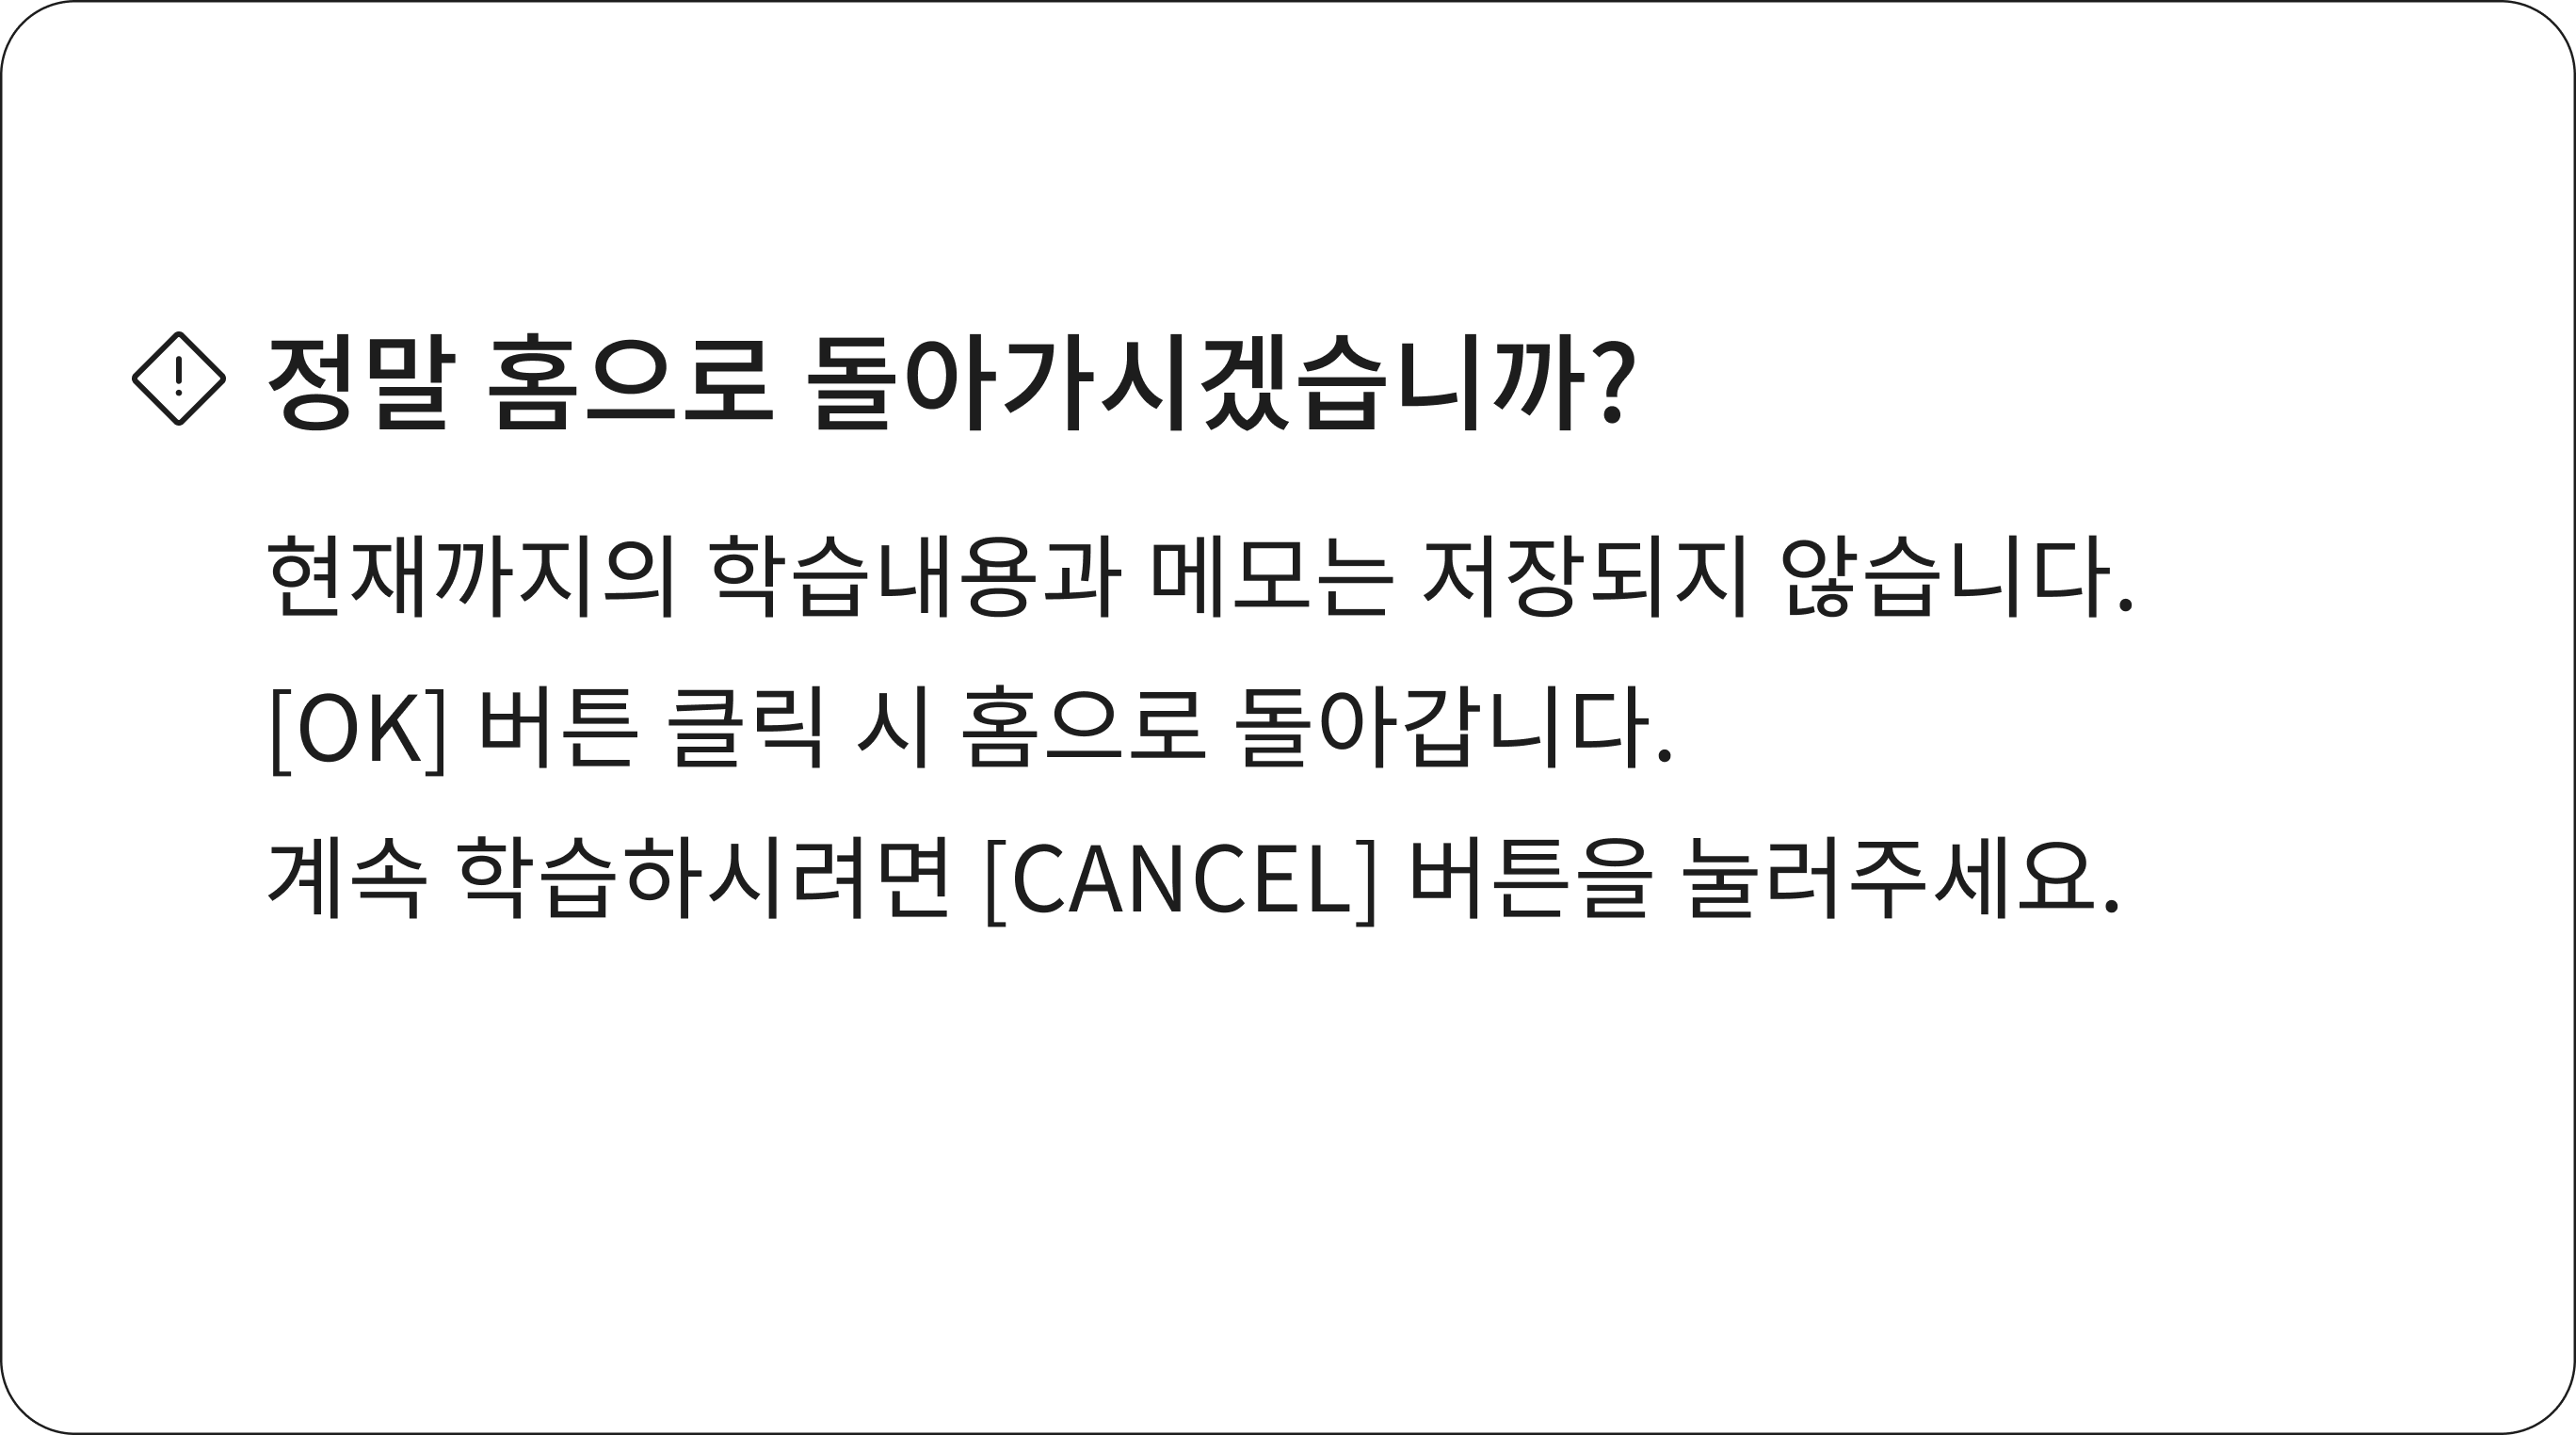 정말 홈으로 돌아가시겠습니까?
현재까지의 학습내용과 메모는 저장되지 않습니다.
[OK] 버튼 클릭 시 홈으로 돌아갑니다.
계속 학습하시려면 [CANCEL] 버튼을 눌러주세요.